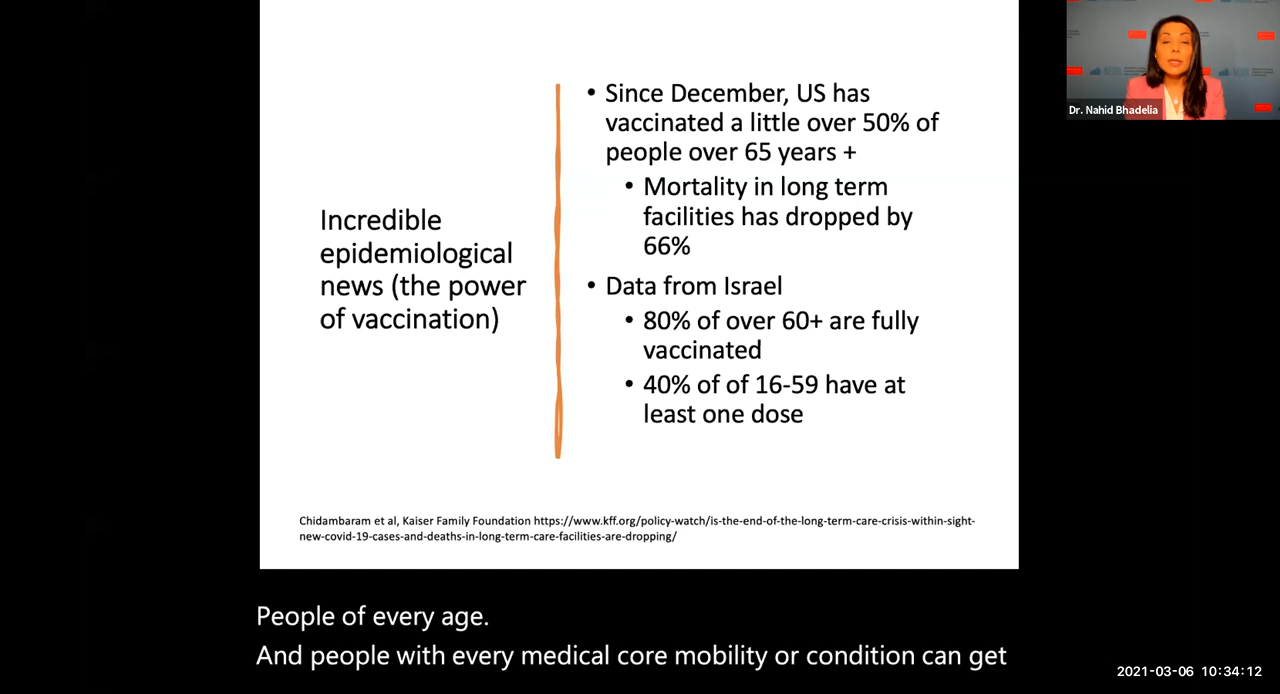 Dr. Nahid Bhadelia
Incredible
epidemiological
news (the power
of vaccination)
• Since December, US has
vaccinated a little over 50% of
people over 65 years +
• Mortality in long term
facilities has dropped by
66%
• Data from Israel
• 80% of over 60+ are fully
vaccinated
• 40% of of 16-59 have at
least one dose
Chidambaram et al, Kaiser Family Foundation https://www.kff.org/policy-watch/is-the-end-of-the-long-term-care-crisis-within-sight-
new-covid-19-cases-and-deaths-in-long-term-care-facilities-are-dropping/
People of every age.
And people with every medical core mobility or condition can get
2021-03-06 10:34:12